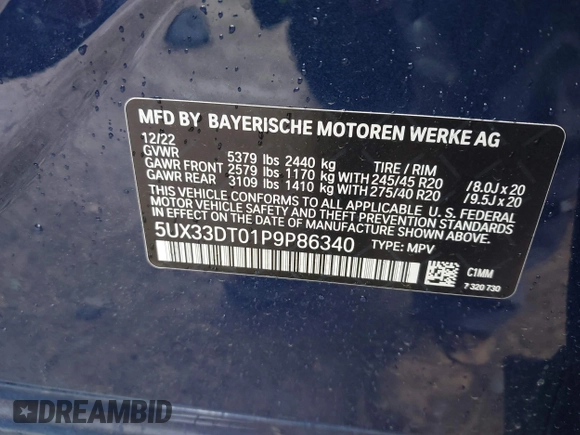 MFD BY BAYERISCHE MOTOREN WERKE AG
12/22
GVWR 5379 lbs 2440 kg TIRE / RIM
GAWR FRONT 2579 lbs 1170 kg WITH 245/45 R20 /8.0J x 20
GAWR REAR 3109 lbs 1410 kg WITH 275/40 R20 /9.5J x 20
THIS VEHICLE CONFORMS TO ALL APPLICABLE U. S. FEDERAL
MOTOR VEHICLE SAFETY, BUMPER, AND THEFT PREVENTION STANDARDS
IN EFFECT ON THE DATE OF MANUFACTURE SHOWN ABOVE.
5UX33DT01P9P86340 TYPE: MPV
C1MM
7 320 730
DREAMBID